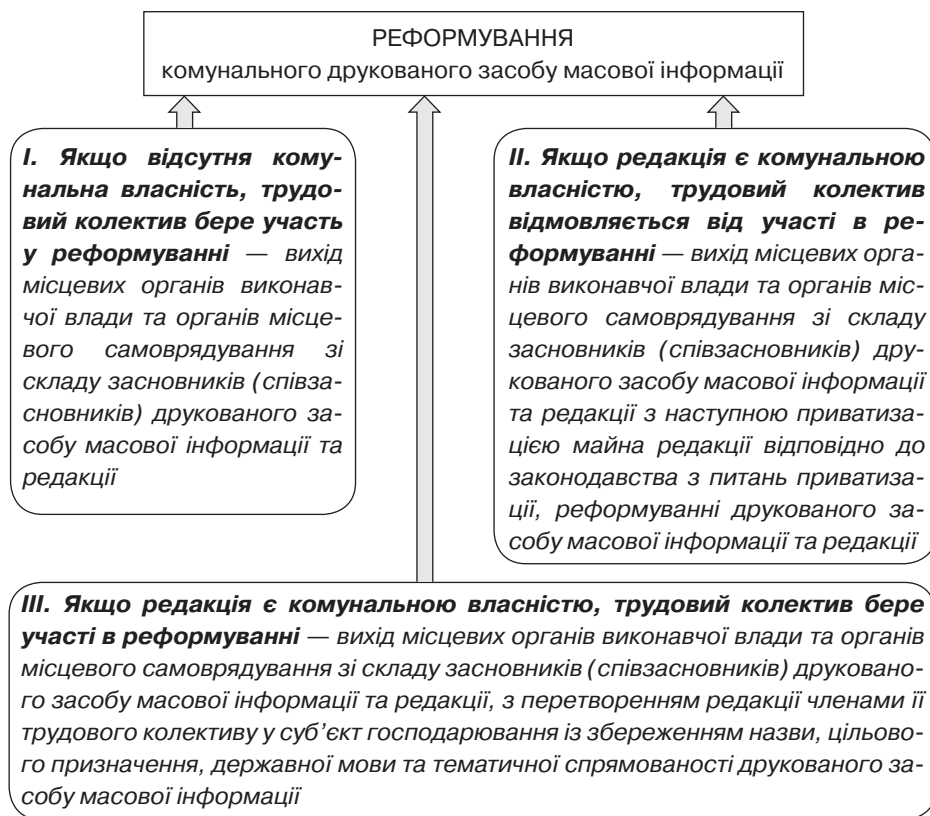 РЕФОРМУВАННЯ
комунального друкованого засобу масової інформації
І. Якщо відсутня кому-
нальна власність, трудо-
вий колектив бере участь
у реформуванні — вихід
місцевих органів виконав-
чої влади та органів місце-
вого самоврядування зі
складу засновників (співза-
сновників) друкованого за-
собу масової інформації та
редакції
ІІ. Якщо редакція є комунальною
власністю, трудовий колектив
відмовляється від участі в ре-
формуванні — вихід місцевих орга-
нів виконавчої влади та органів міс-
цевого самоврядування зі складу
засновників (співзасновників) дру-
кованого засобу масової інформації
та редакції з наступною приватиза-
цією майна редакції відповідно до
законодавства з питань приватиза-
ції, реформуванні друкованого за-
собу масової інформації та редакції
ІІІ. Якщо редакція є комунальною власністю, трудовий колектив бере
участі в реформуванні — вихід місцевих органів виконавчої влади та органів
місцевого самоврядування зі складу засновників (співзасновників) друковано-
го засобу масової інформації та редакції, з перетворенням редакції членами її
трудового колективу у суб’єкт господарювання із збереженням назви, цільово-
го призначення, державної мови та тематичної спрямованості друкованого за-
собу масової інформації